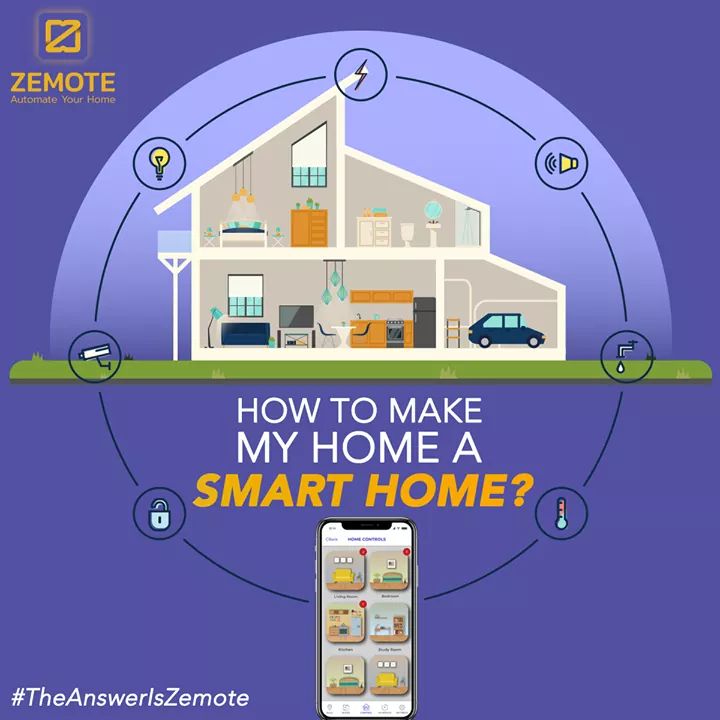 ZEMOTE
Automate Your Home
HOW TO MAKE
MY HOME A
SMART HOME?
HOME CONTROLS
Living Room
Bedroom
Kitchen
Study Room
#TheAnswerIsZemote